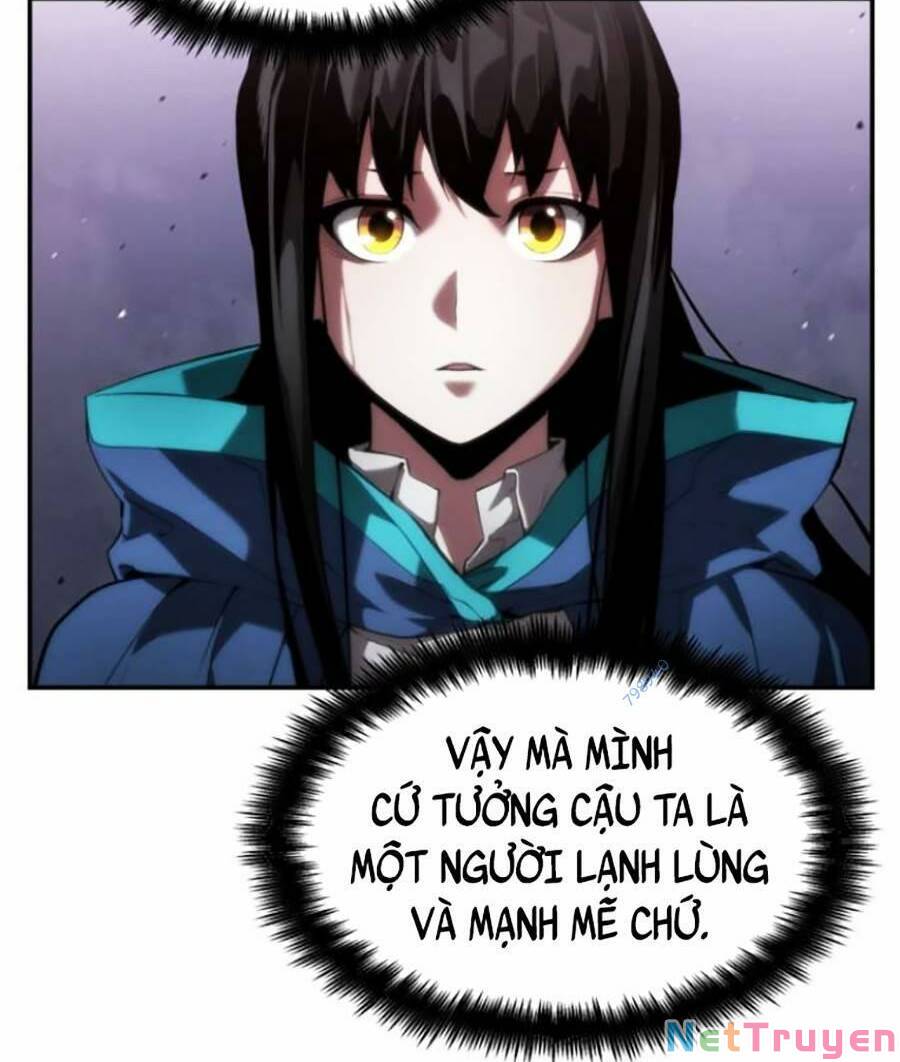 VẬY MÀ MÌNH
CỨ TƯỞNG CẬU TA LÀ
MỘT NGƯỜI LẠNH LÙNG
VÀ MẠNH MẼ CHỨ.
NetTruyen